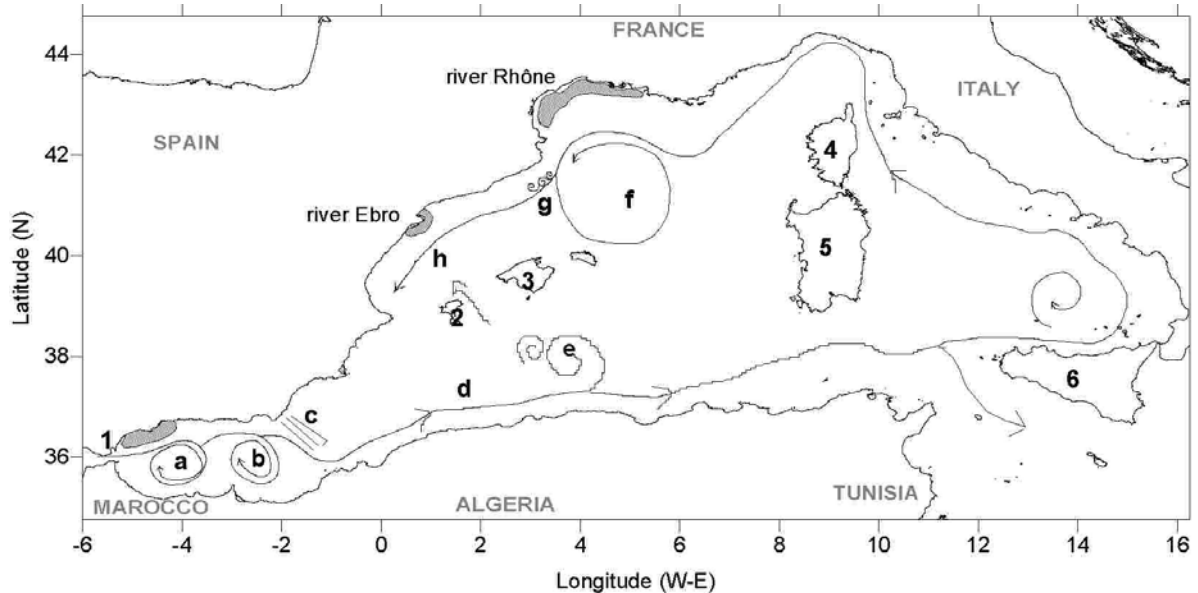 FRANCE
44
river Rhône
ITALY
SPAIN
42
4
f
g
river Ebro
40
h
3
5
2
38
e
d
6
c
1
36
a
b
MAROCCO
ALGERIA
TUNISIA
-6
-4
-2
0
2
4
6
8
10
12
14
16
Latitude (N)
Longitude (W-E)